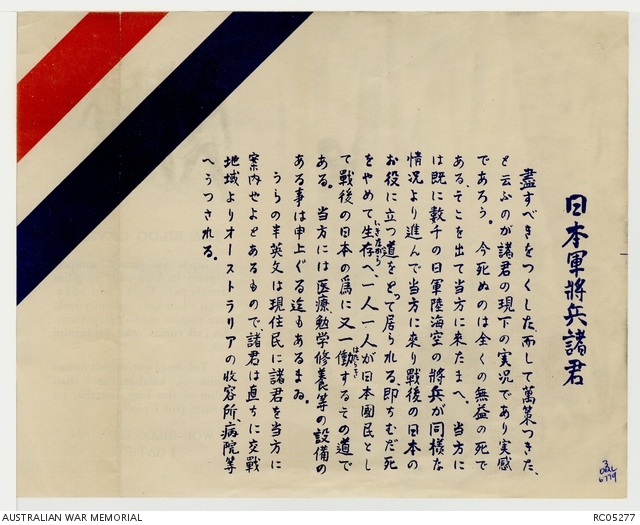 日本軍將兵諸君
盡すべきをつくした、而して萬策つきた、
と云ふのが諸君の現下の実況であり実感
であろう。今死ぬのは全くの無益の死で
ある、そこを出て当方に来たまへ、当方に
は既に数千の日軍陸海空の將兵が同様な
情況より進んで当方に来り戦後の日本の
お役に立つ道をとって居られる、即ちむだ死
をやめて、生存へ、一人一人が日本國民とし
て戦後の日本の為に又一働するその道で
はたらき
ある。当方には医療、勉学修養等の設備の
ある事は申上ぐる迄もあるまゐ。
うらの半英文は現住民に諸君を当方に
案内せよとあるもので、諸君は直ちに交戦
地域よりオーストラリアの收容所、病院等
へうつされる。
AUSTRALIAN WAR MEMORIAL
RC05277